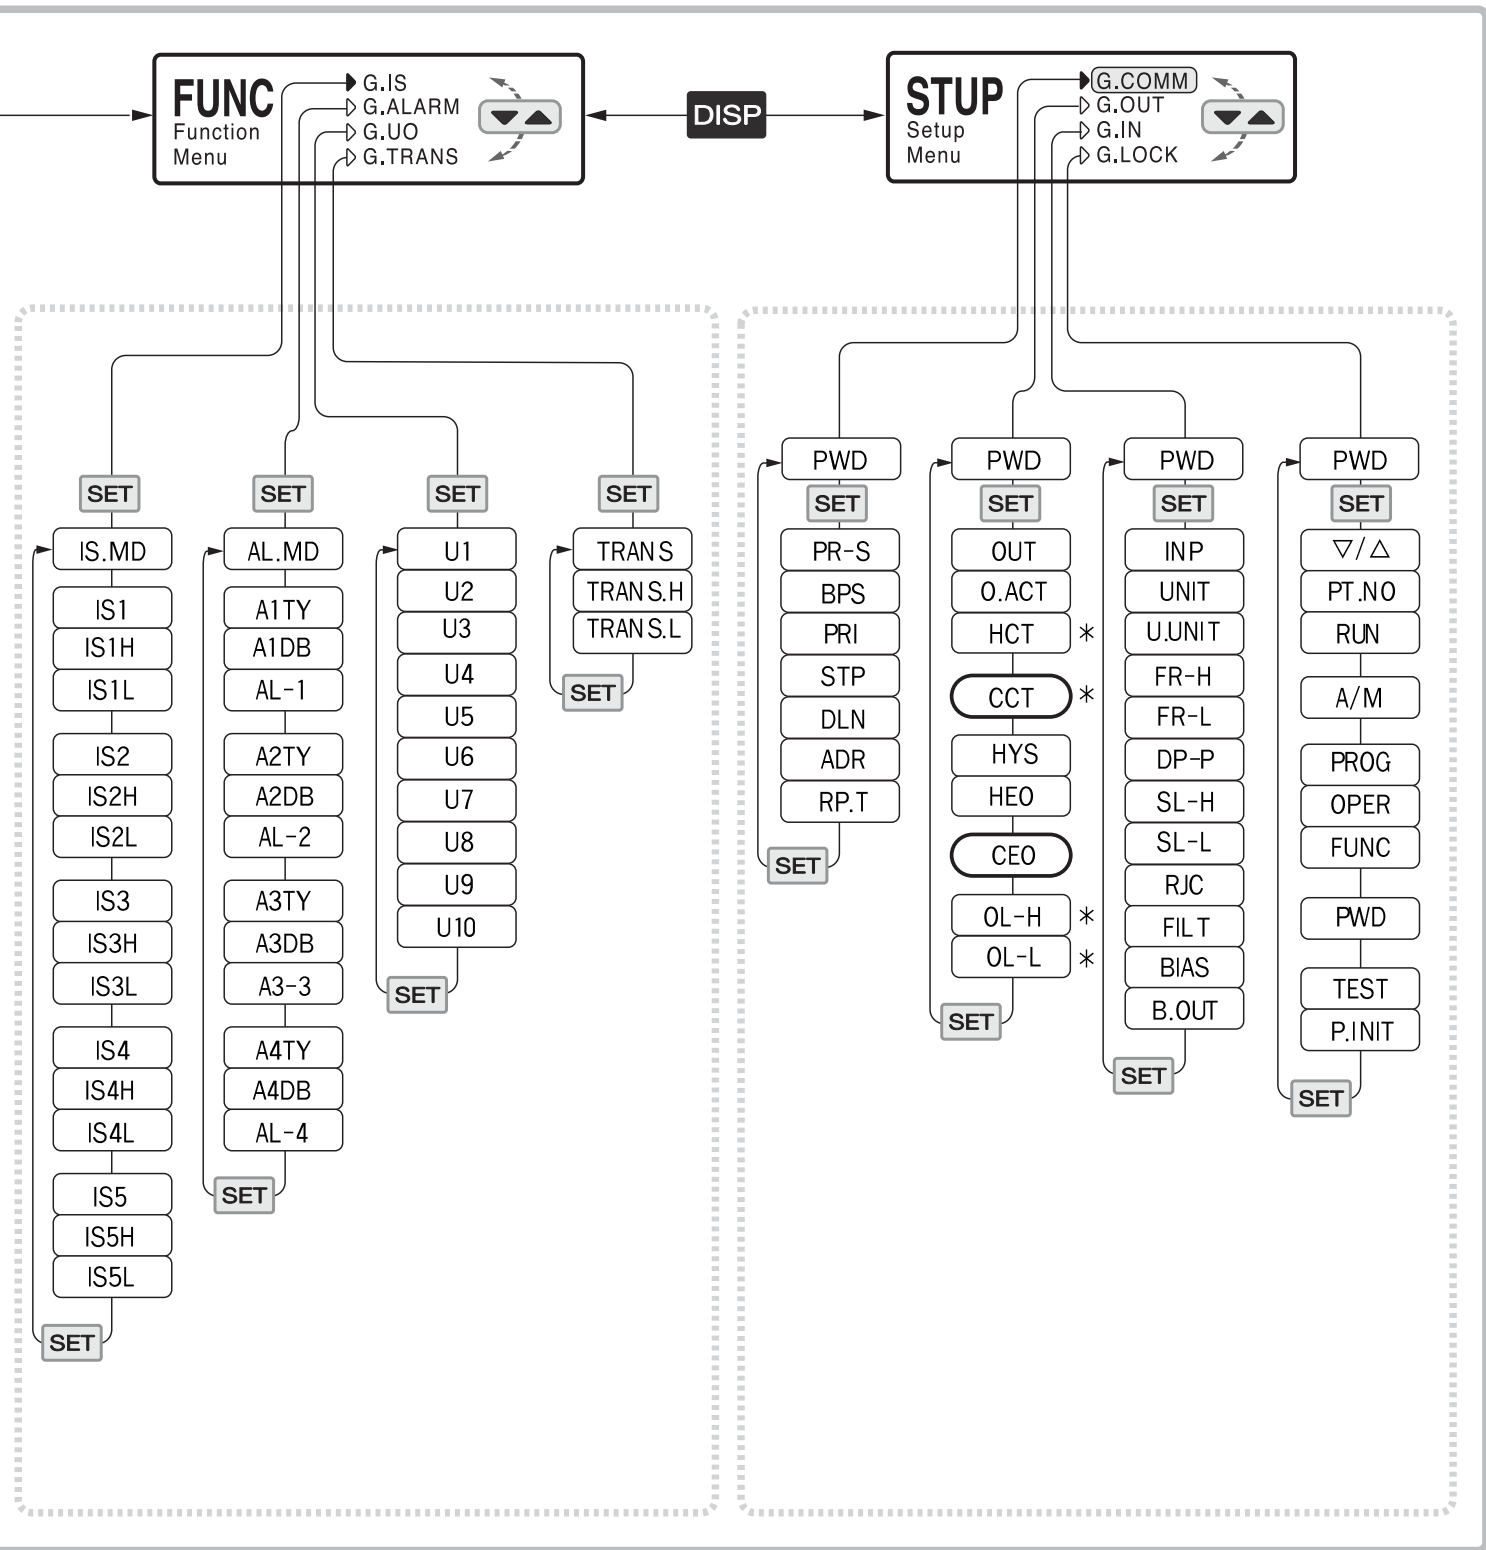 FUNC
Function
Menu
G.IS
G.ALARM
G.UO
G.TRANS
DISP
STUP
Setup
Menu
G.COMM
G.OUT
G.IN
G.LOCK
SET
IS.MD
IS1
IS1H
IS1L
IS2
IS2H
IS2L
IS3
IS3H
IS3L
IS4
IS4H
IS4L
IS5
IS5H
IS5L
SET
SET
AL.MD
A1TY
A1DB
AL-1
A2TY
A2DB
AL-2
A3TY
A3DB
A3-3
A4TY
A4DB
AL-4
SET
SET
U1
U2
U3
U4
U5
U6
U7
U8
U9
U10
SET
SET
TRANS
TRANS.H
TRANS.L
SET
PWD
SET
PR-S
BPS
PRI
STP
DLN
ADR
RP.T
SET
PWD
SET
OUT
O.ACT
HCT *
CCT *
HYS
HEO
CEO
OL-H *
OL-L *
SET
PWD
SET
INP
UNIT
U.UNIT
FR-H
FR-L
DP-P
SL-H
SL-L
RJC
FILT
BIAS
B.OUT
SET
PWD
SET
▽/△
PT.NO
RUN
A/M
PROG
OPER
FUNC
PWD
TEST
P.INIT
SET